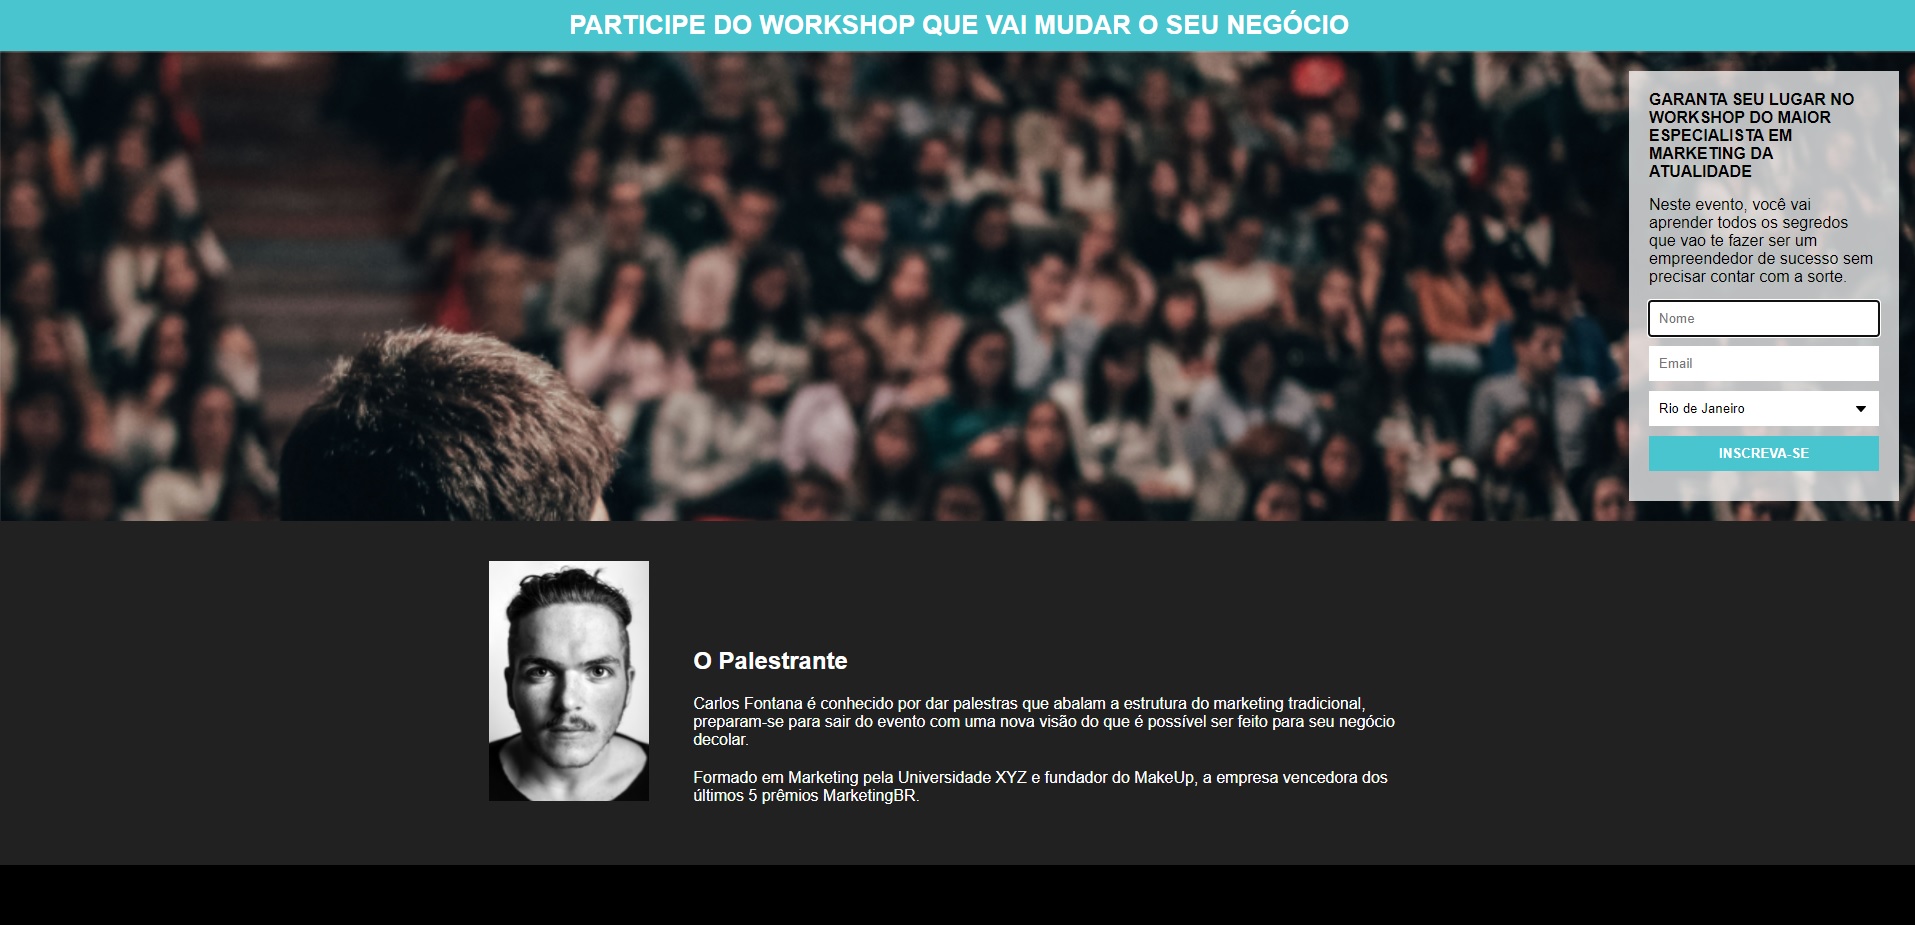 PARTICIPE DO WORKSHOP QUE VAI MUDAR O SEU NEGÓCIO
GARANTA SEU LUGAR NO
WORKSHOP DO MAIOR
ESPECIALISTA EM
MARKETING DA
ATUALIDADE
Neste evento, você vai
aprender todos os segredos
que vao te fazer ser um
empreendedor de sucesso sem
precisar contar com a sorte.
Nome
Email
Rio de Janeiro
INSCREVA-SE
O Palestrante
Carlos Fontana é conhecido por dar palestras que abalam a estrutura do marketing tradicional,
preparam-se para sair do evento com uma nova visão do que é possível ser feito para seu negócio
decolar.
Formado em Marketing pela Universidade XYZ e fundador do MakeUp, a empresa vencedora dos
últimos 5 prêmios MarketingBR.